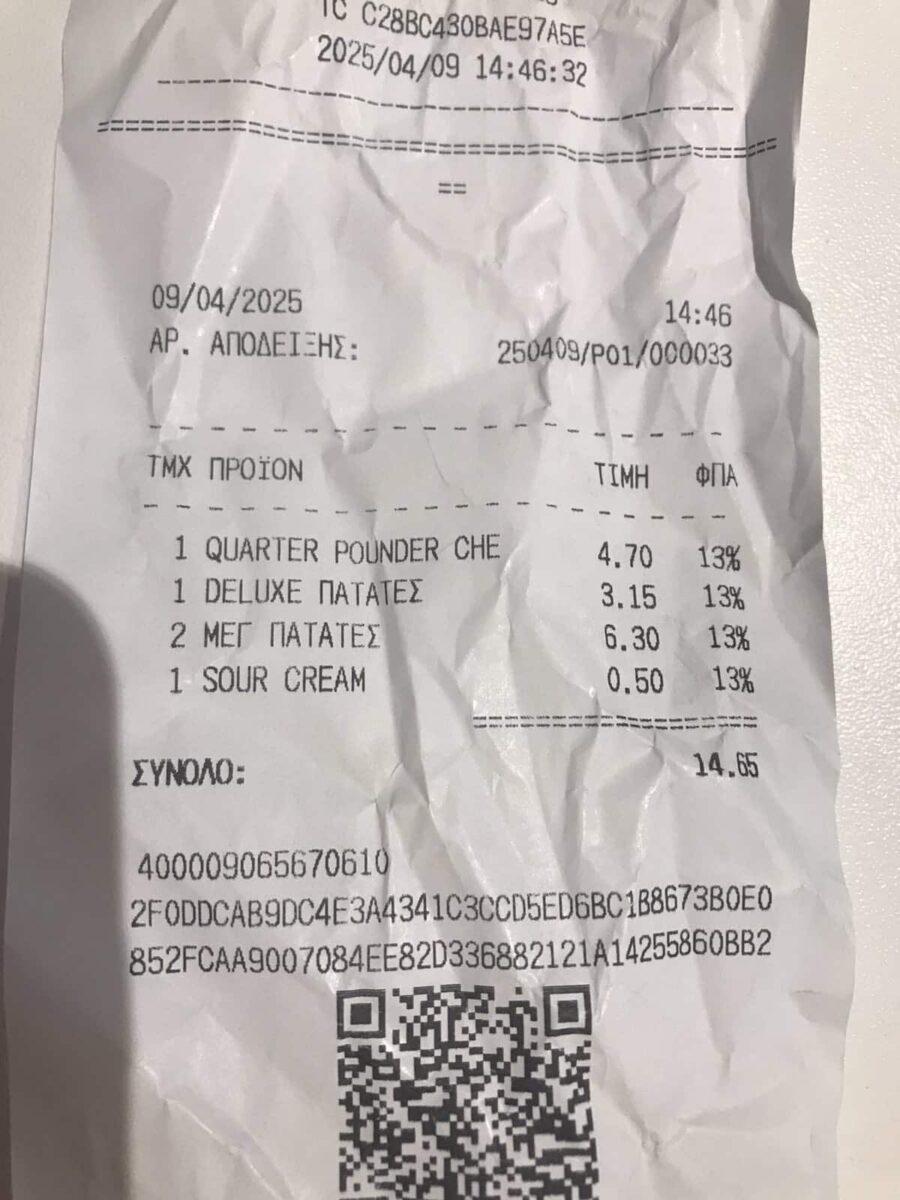 TC C28BC430BAE97A5E
2025/04/09 14:46:32
09/04/2025 14:46
ΑΡ. ΑΠΟΔΕΙΞΗΣ: 250409/P01/000033
ΤΜΧ ΠΡΟΪΟΝ ΤΙΜΗ ΦΠΑ
1 QUARTER POUNDER CHE 4.70 13%
1 DELUXE ΠΑΤΑΤΕΣ 3.15 13%
2 ΜΕΓ ΠΑΤΑΤΕΣ 6.30 13%
1 SOUR CREAM 0.50 13%
ΣΥΝΟΛΟ: 14.65
400009065670610
2F0DDCAB9DC4E3A4341C3CCD5ED6BC1B8673B0E0
852FCAA9007084EE82D336882121A14255860BB2